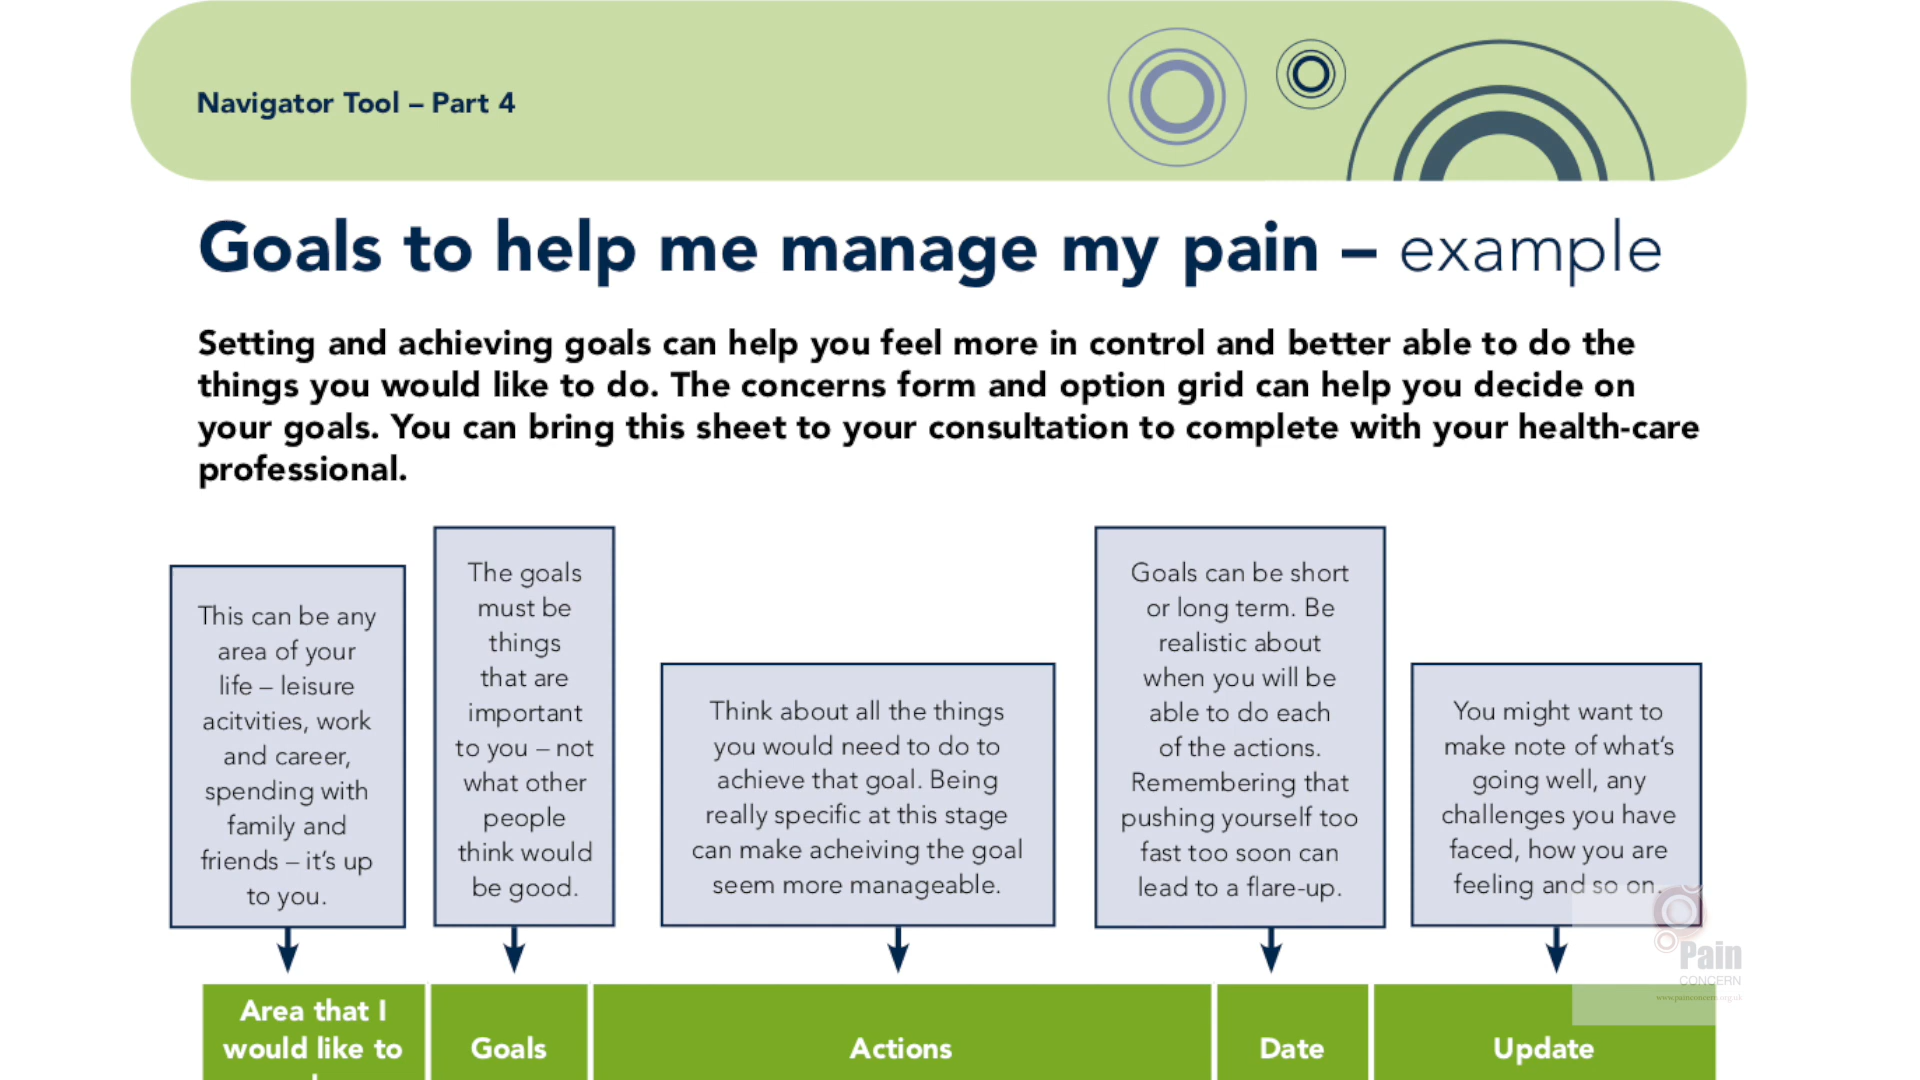 Navigator Tool – Part 4
Goals to help me manage my pain – example
Setting and achieving goals can help you feel more in control and better able to do the
things you would like to do. The concerns form and option grid can help you decide on
your goals. You can bring this sheet to your consultation to complete with your health-care
professional.
This can be any
area of your
life – leisure
acitvities, work
and career,
spending with
family and
friends – it's up
to you.
The goals
must be
things
that are
important
to you – not
what other
people
think would
be good.
Think about all the things
you would need to do to
achieve that goal. Being
really specific at this stage
can make acheiving the goal
seem more manageable.
Goals can be short
or long term. Be
realistic about
when you will be
able to do each
of the actions.
Remembering that
pushing yourself too
fast too soon can
lead to a flare-up.
You might want to
make note of what's
going well, any
challenges you have
faced, how you are
feeling and so on.
Pain
CONCERN
www.painconcern.org.uk
Area that I
would like to
Goals
Actions
Date
Update